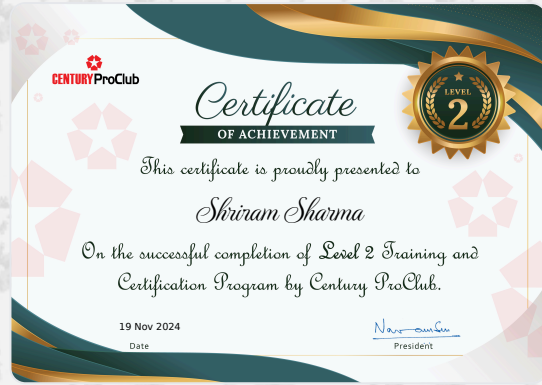 CENTURY ProClub
Certificate
OF ACHIEVEMENT
LEVEL
2
This certificate is proudly presented to
Shriram Sharma
On the successful completion of Level 2 Training and
Certification Program by Century ProClub.
19 Nov 2024
Date
President